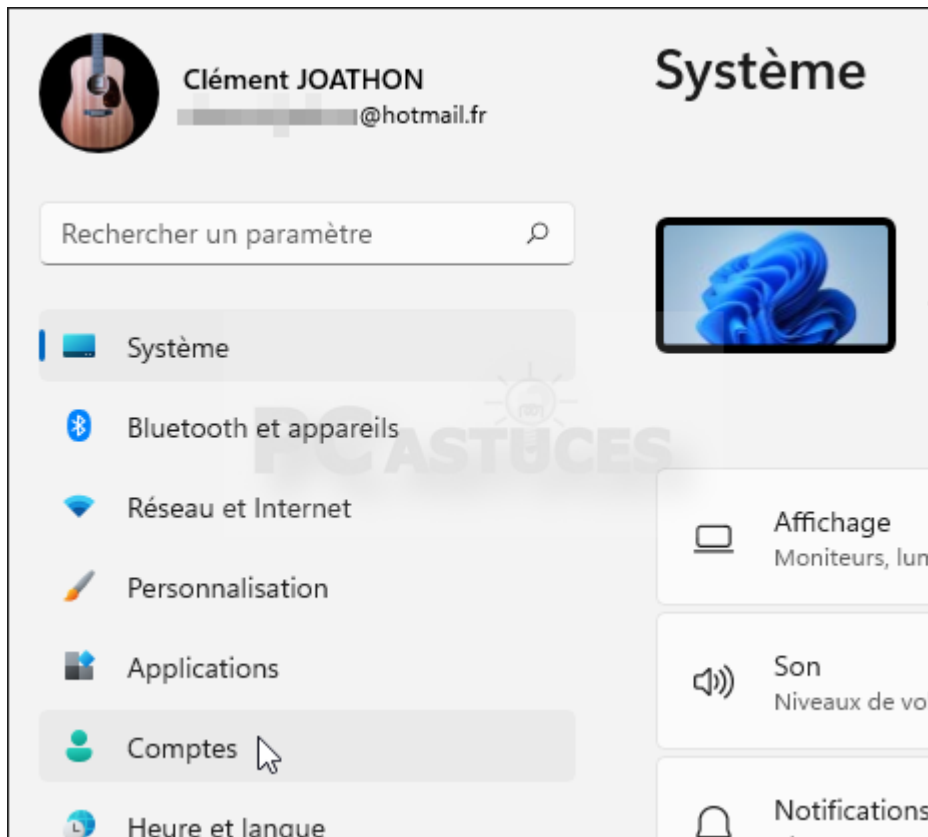 Clément JOATHON
@hotmail.fr
Rechercher un paramètre
Système
Bluetooth et appareils
Réseau et Internet
Personnalisation
Applications
Comptes
Heure et langue
Système
Affichage
Moniteurs, lum
Son
Niveaux de vo
Notifications
PC ASTUCES